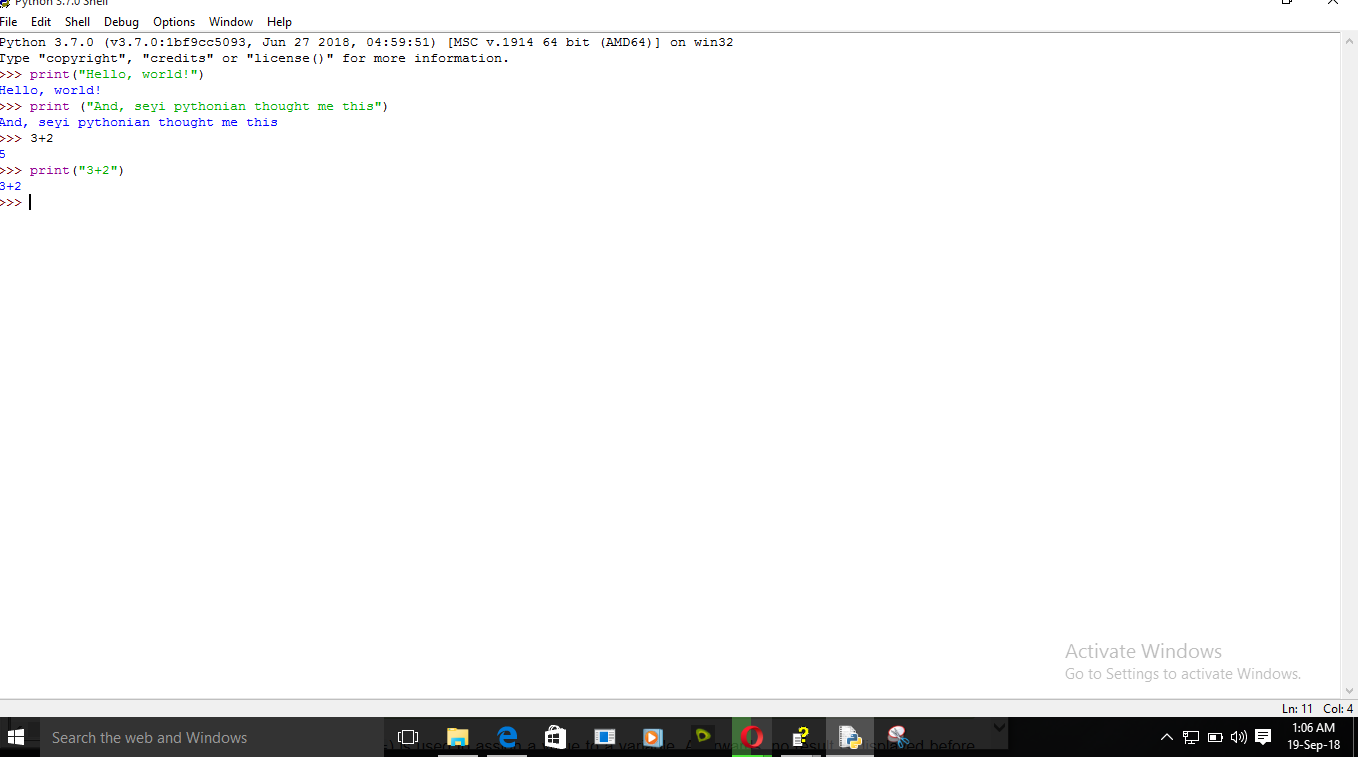 Python 3.7.0 Shell
File Edit Shell Debug Options Window Help
Python 3.7.0 (v3.7.0:1bf9cc5093, Jun 27 2018, 04:59:51) [MSC v.1914 64 bit (AMD64)] on win32
Type "copyright", "credits" or "license()" for more information.
>>> print("Hello, world!")
Hello, world!
>>> print ("And, seyi pythonian thought me this")
And, seyi pythonian thought me this
>>> 3+2
5
>>> print("3+2")
3+2
>>>
Activate Windows
Go to Settings to activate Windows.
Ln: 11 Col: 4
Search the web and Windows
1:06 AM
19-Sep-18